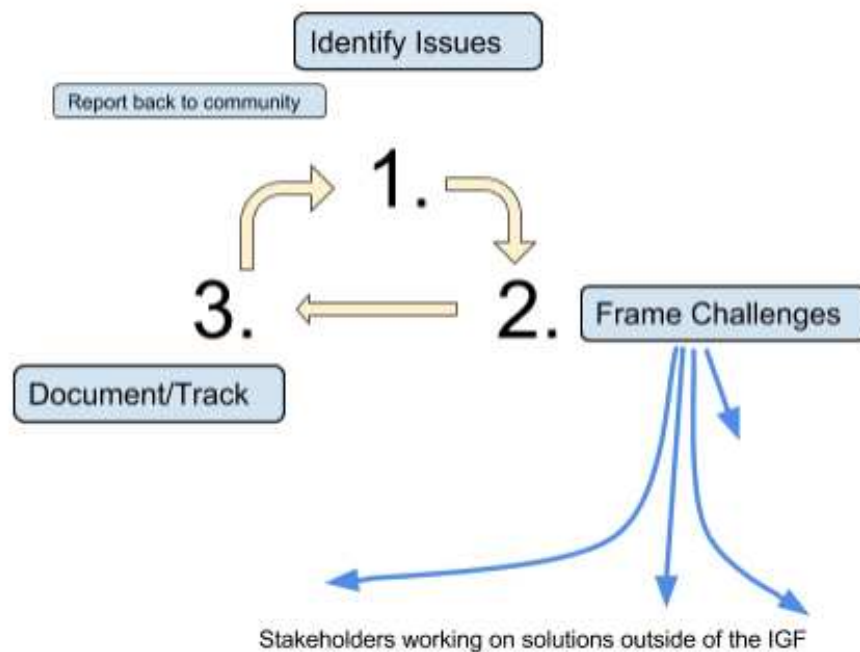 Identify Issues
Report back to community
1.
3.
2.
Frame Challenges
Document/Track
Stakeholders working on solutions outside of the IGF